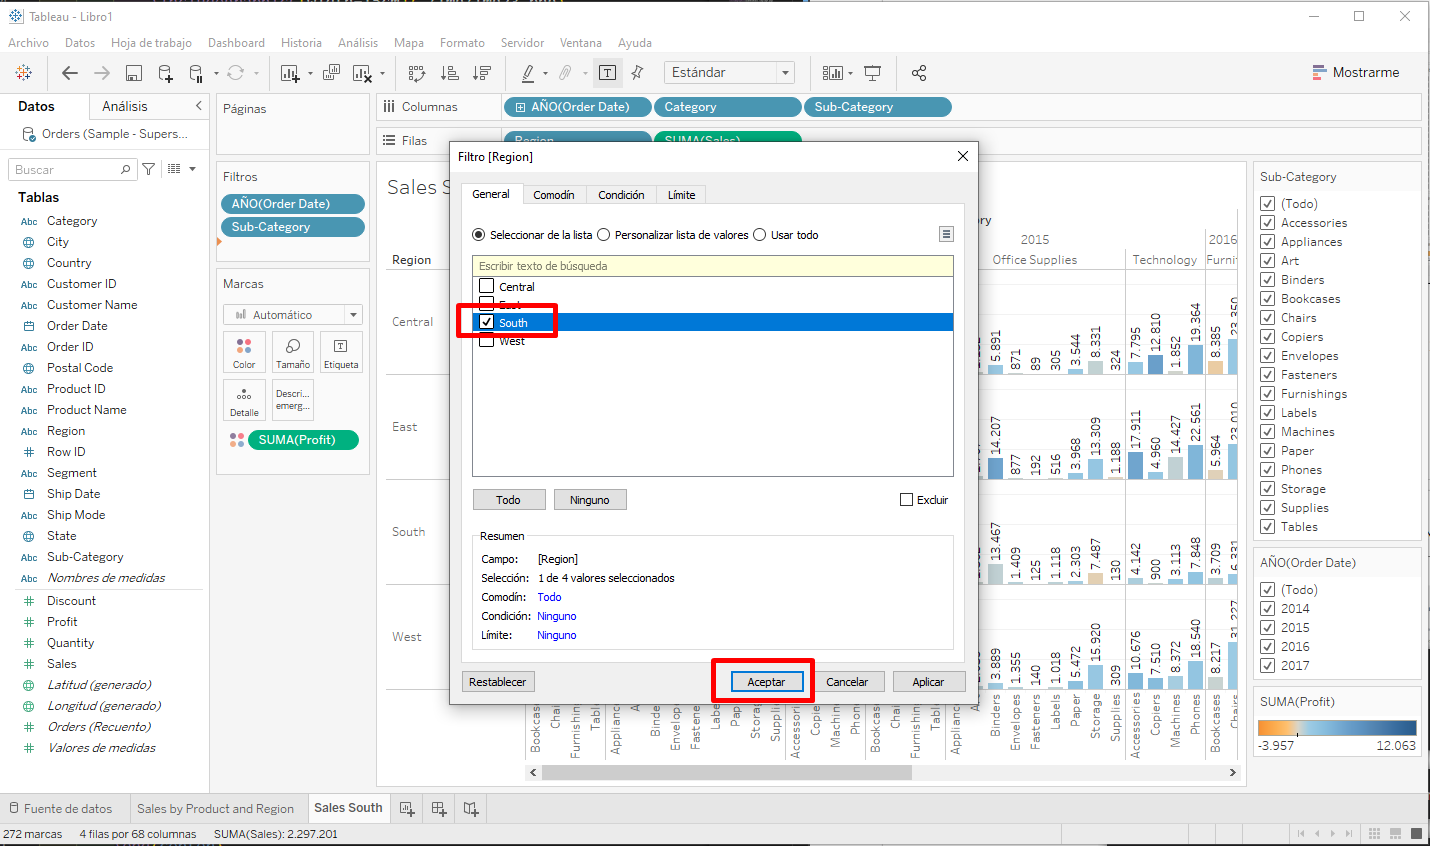 Tableau - Libro1
Archivo Datos Hoja de trabajo Dashboard Historia Análisis Mapa Formato Servidor Ventana Ayuda
Estándar
Mostrarme
Datos Análisis
Orders (Sample - Supers...
Buscar
Tablas
Abc Category
City
Country
Abc Customer ID
Abc Customer Name
Order Date
Abc Order ID
Postal Code
Abc Product ID
Abc Product Name
Abc Region
# Row ID
Abc Segment
Ship Date
Abc Ship Mode
State
Abc Sub-Category
Abc Nombres de medidas
# Discount
# Profit
# Quantity
# Sales
Latitud (generado)
Longitud (generado)
# Orders (Recuento)
# Valores de medidas
Páginas
Filtros
AÑO(Order Date)
Sub-Category
Marcas
Automático
Color Tamaño Etiqueta
Detalle Descri... emerg...
SUMA(Profit)
Columnas AÑO(Order Date) Category Sub-Category
Filas Region SUMA(Sales)
Sales S
Region
Central
East
South
West
Filtro [Region]
General Comodín Condición Límite
Seleccionar de la lista Personalizar lista de valores Usar todo
Escribir texto de búsqueda
Central
East
South
West
Todo Ninguno Excluir
Resumen
Campo: [Region]
Selección: 1 de 4 valores seleccionados
Comodín: Todo
Condición: Ninguno
Límite: Ninguno
Restablecer Aceptar Cancelar Aplicar
ry
2015 2016
Office Supplies Technology Furnit
5.891 871 89 305 3.544 8.331 324 7.795 12.810 1.852 19.364 8.385 23.350
14.207 877 192 516 3.968 13.309 1.188 17.911 4.960 14.427 22.561 5.964 23.010
13.467 1.409 125 1.118 2.303 7.487 130 4.142 900 3.113 7.848 3.709 6.331
3.889 1.355 140 1.018 5.472 15.920 309 10.676 7.510 8.372 18.540 8.217 31.227
Bookcas Chai Furnishin Tabl Applianc A Binde Envelop Fastene Labe Pap Stora Suppli Accessori Copie Machin Phon Bookcas Chai Furnishin Tabl Applianc A Binders Envelopes Fasteners Labels Paper Storage Supplies Accessories Copiers Machines Phones Bookcases Chairs
Sub-Category
(Todo)
Accessories
Appliances
Art
Binders
Bookcases
Chairs
Copiers
Envelopes
Fasteners
Furnishings
Labels
Machines
Paper
Phones
Storage
Supplies
Tables
AÑO(Order Date)
(Todo)
2014
2015
2016
2017
SUMA(Profit)
-3.957 12.063
Fuente de datos Sales by Product and Region Sales South
272 marcas 4 filas por 68 columnas SUMA(Sales): 2.297.201